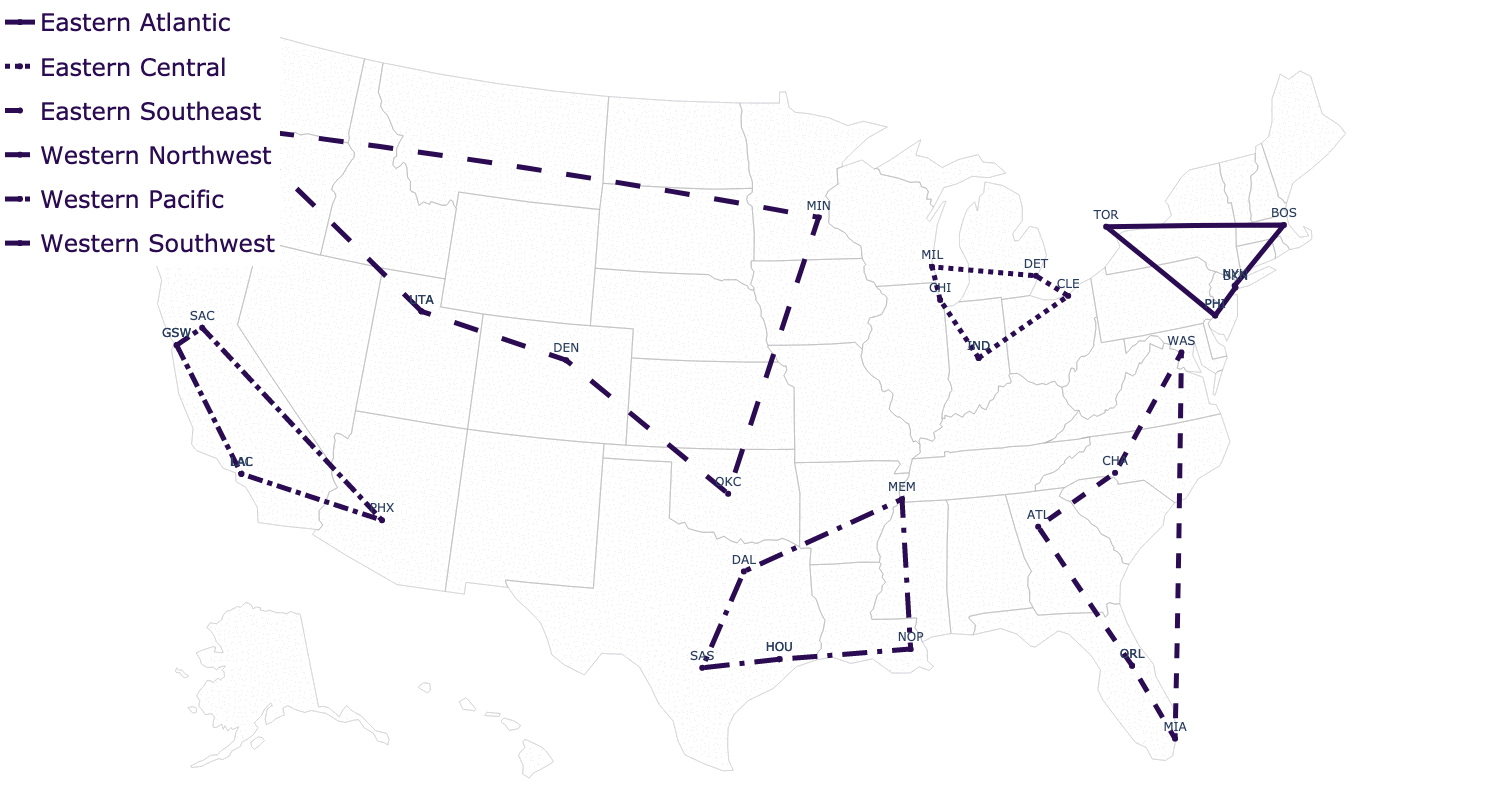 Eastern Atlantic
Eastern Central
Eastern Southeast
Western Northwest
Western Pacific
Western Southwest
MIN
TOR
BOS
MIL
DET
CHI
CLE
NYK
BKN
PHI
UTA
SAC
GSW
DEN
IND
WAS
LAC
CHA
OKC
MEM
PHX
ATL
DAL
NOP
HOU
SAS
ORL
MIA